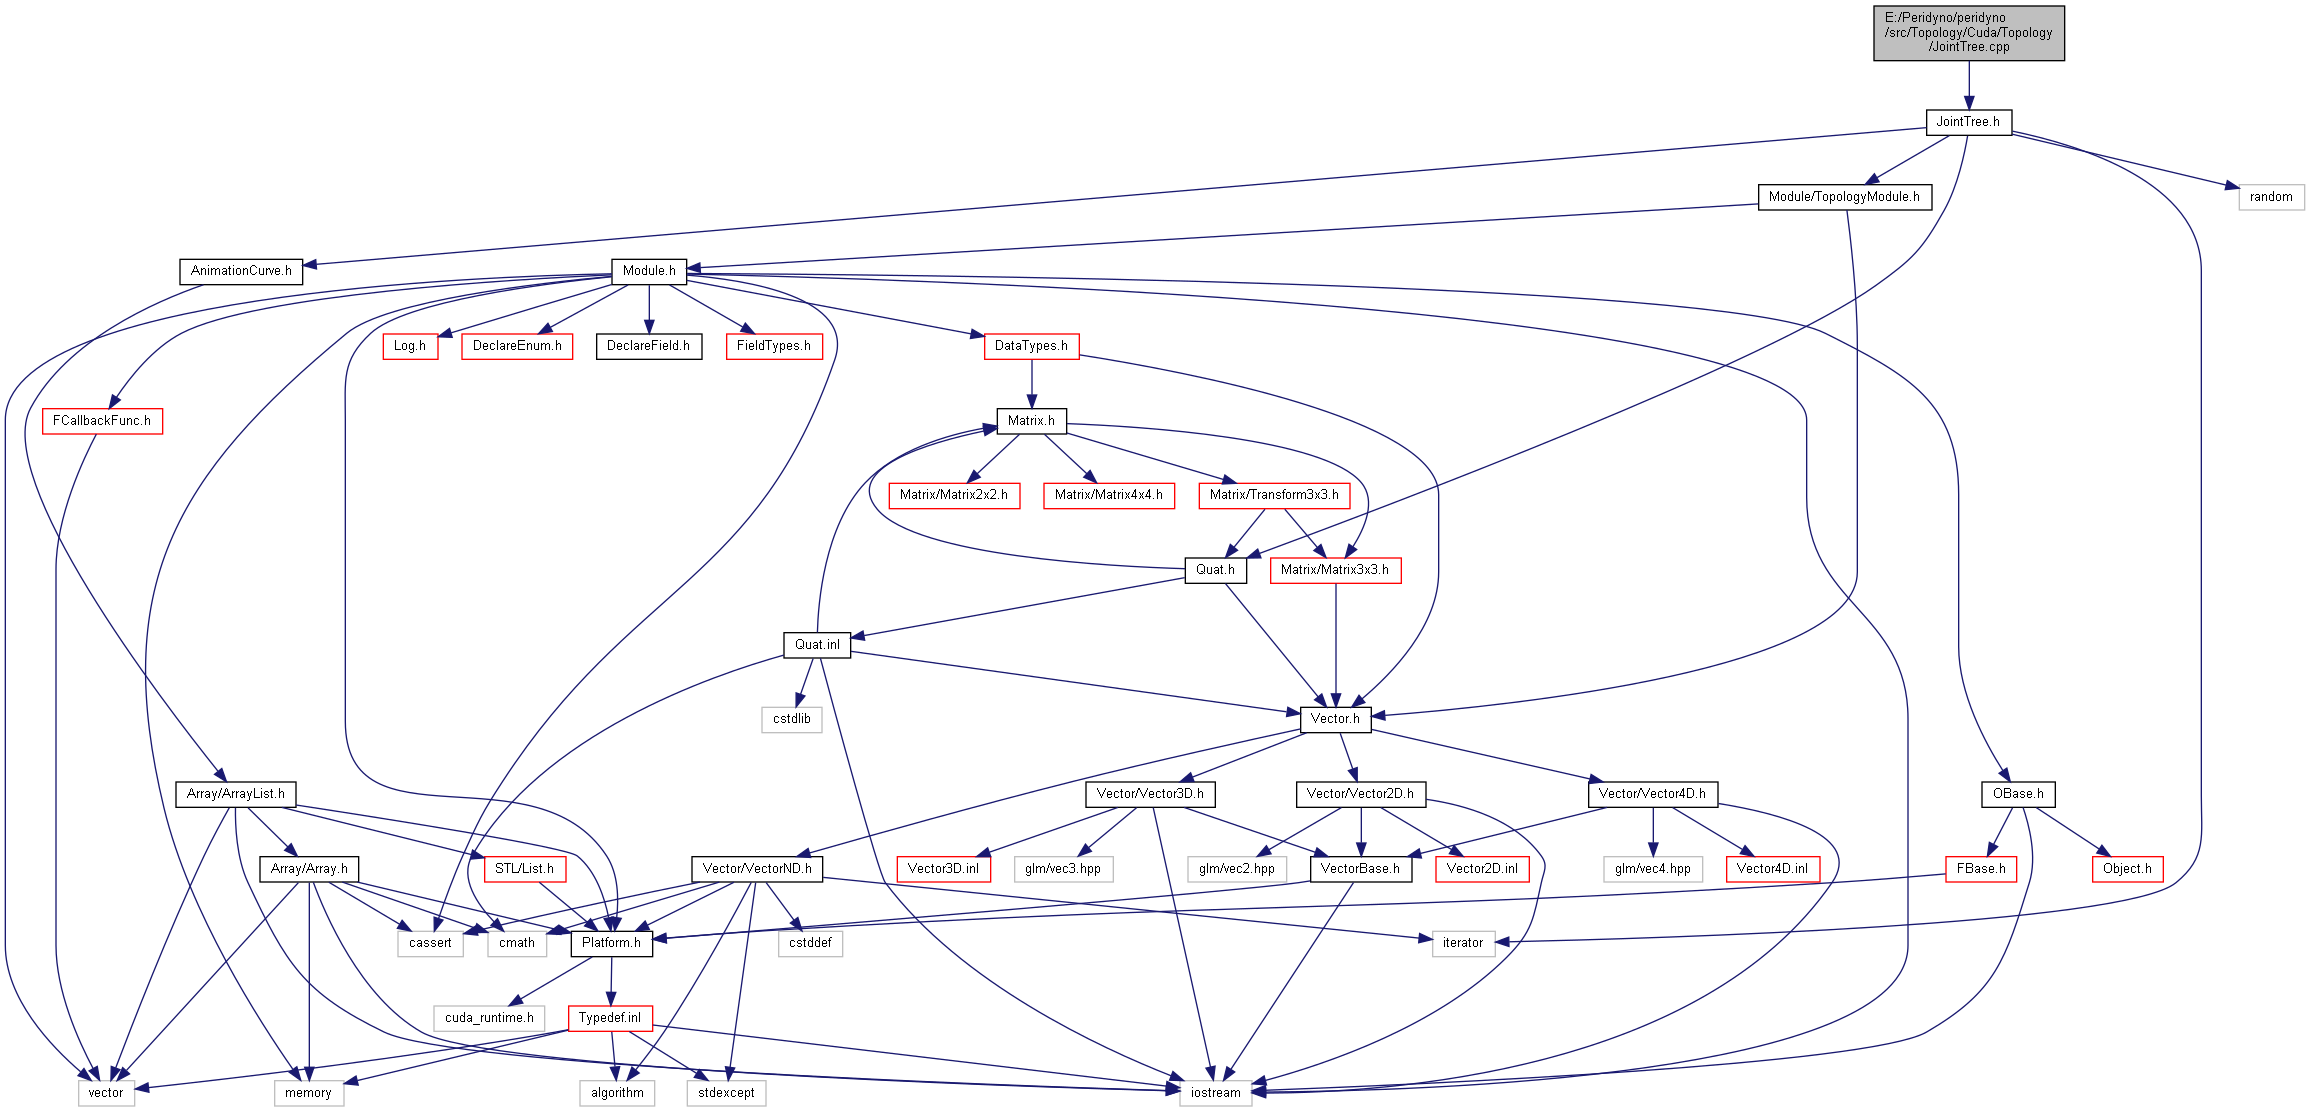 E:/Peridyno/peridyno
/src/Topology/Cuda/Topology
/JointTree.cpp
JointTree.h
Module/TopologyModule.h
random
AnimationCurve.h
Module.h
Log.h
DeclareEnum.h
DeclareField.h
FieldTypes.h
DataTypes.h
FCallbackFunc.h
Matrix.h
Matrix/Matrix2x2.h
Matrix/Matrix4x4.h
Matrix/Transform3x3.h
Quat.h
Matrix/Matrix3x3.h
Quat.inl
cstdlib
Vector.h
Array/ArrayList.h
Vector/Vector3D.h
Vector/Vector2D.h
Vector/Vector4D.h
OBase.h
Array/Array.h
STL/List.h
Vector/VectorND.h
Vector3D.inl
glm/vec3.hpp
glm/vec2.hpp
VectorBase.h
Vector2D.inl
glm/vec4.hpp
Vector4D.inl
FBase.h
Object.h
cassert
cmath
Platform.h
cstddef
iterator
cuda_runtime.h
Typedef.inl
vector
memory
algorithm
stdexcept
iostream